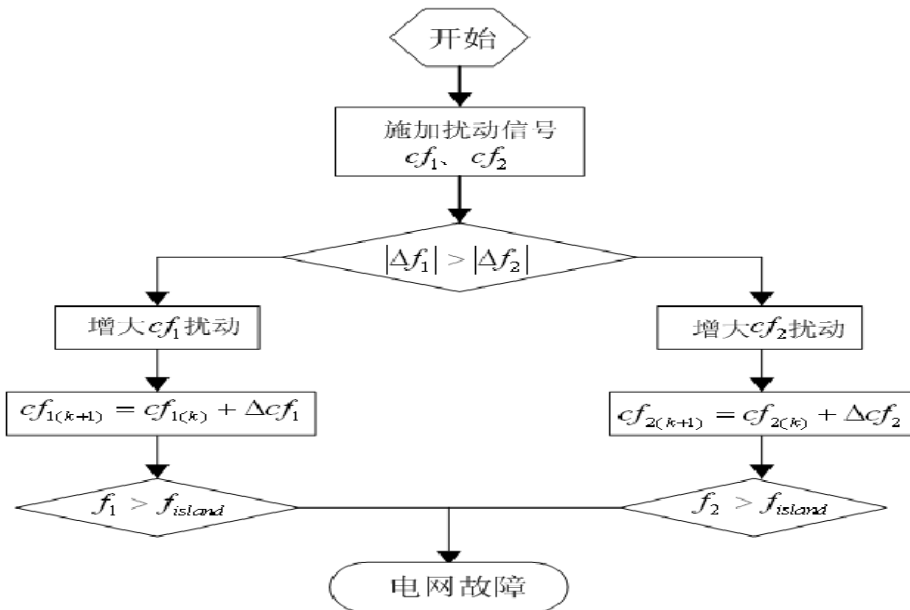 开始
施加扰动信号
cf₁、 cf₂
|Δf₁| > |Δf₂|
增大cf₁扰动
增大cf₂扰动
cf₁₍ₖ₊₁₎ = cf₁₍ₖ₎ + Δcf₁
cf₂₍ₖ₊₁₎ = cf₂₍ₖ₎ + Δcf₂
f₁ > f_island
f₂ > f_island
电网故障